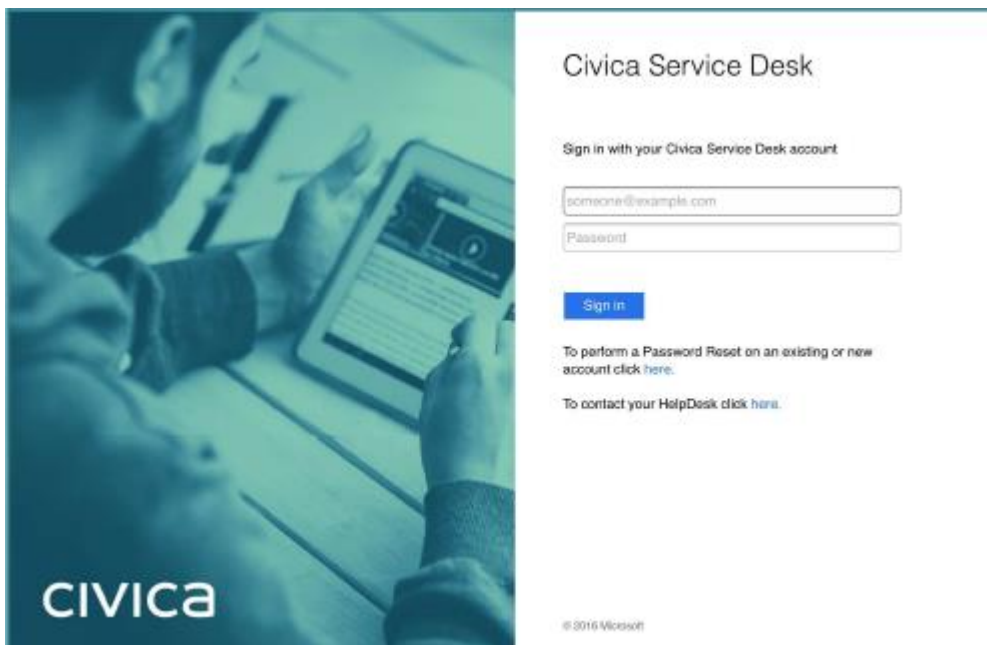 Civica Service Desk
Sign in with your Civica Service Desk account
someone@example.com
Password
Sign in
To perform a Password Reset on an existing or new
account click here.
To contact your HelpDesk click here.
civica
© 2016 Microsoft